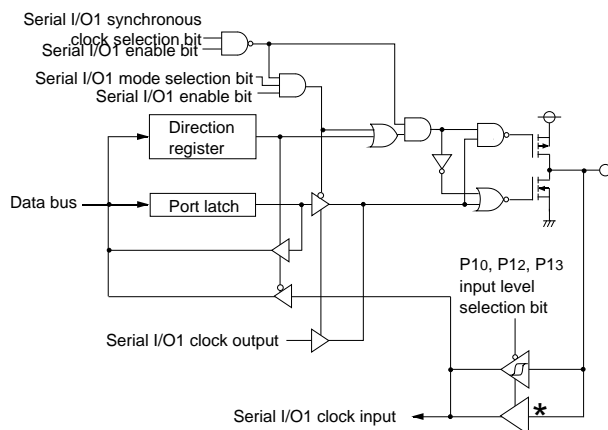 Serial I/O1 synchronous
clock selection bit
Serial I/O1 enable bit
Serial I/O1 mode selection bit
Serial I/O1 enable bit
Direction
register
Data bus
Port latch
P10, P12, P13
input level
selection bit
Serial I/O1 clock output
Serial I/O1 clock input
*